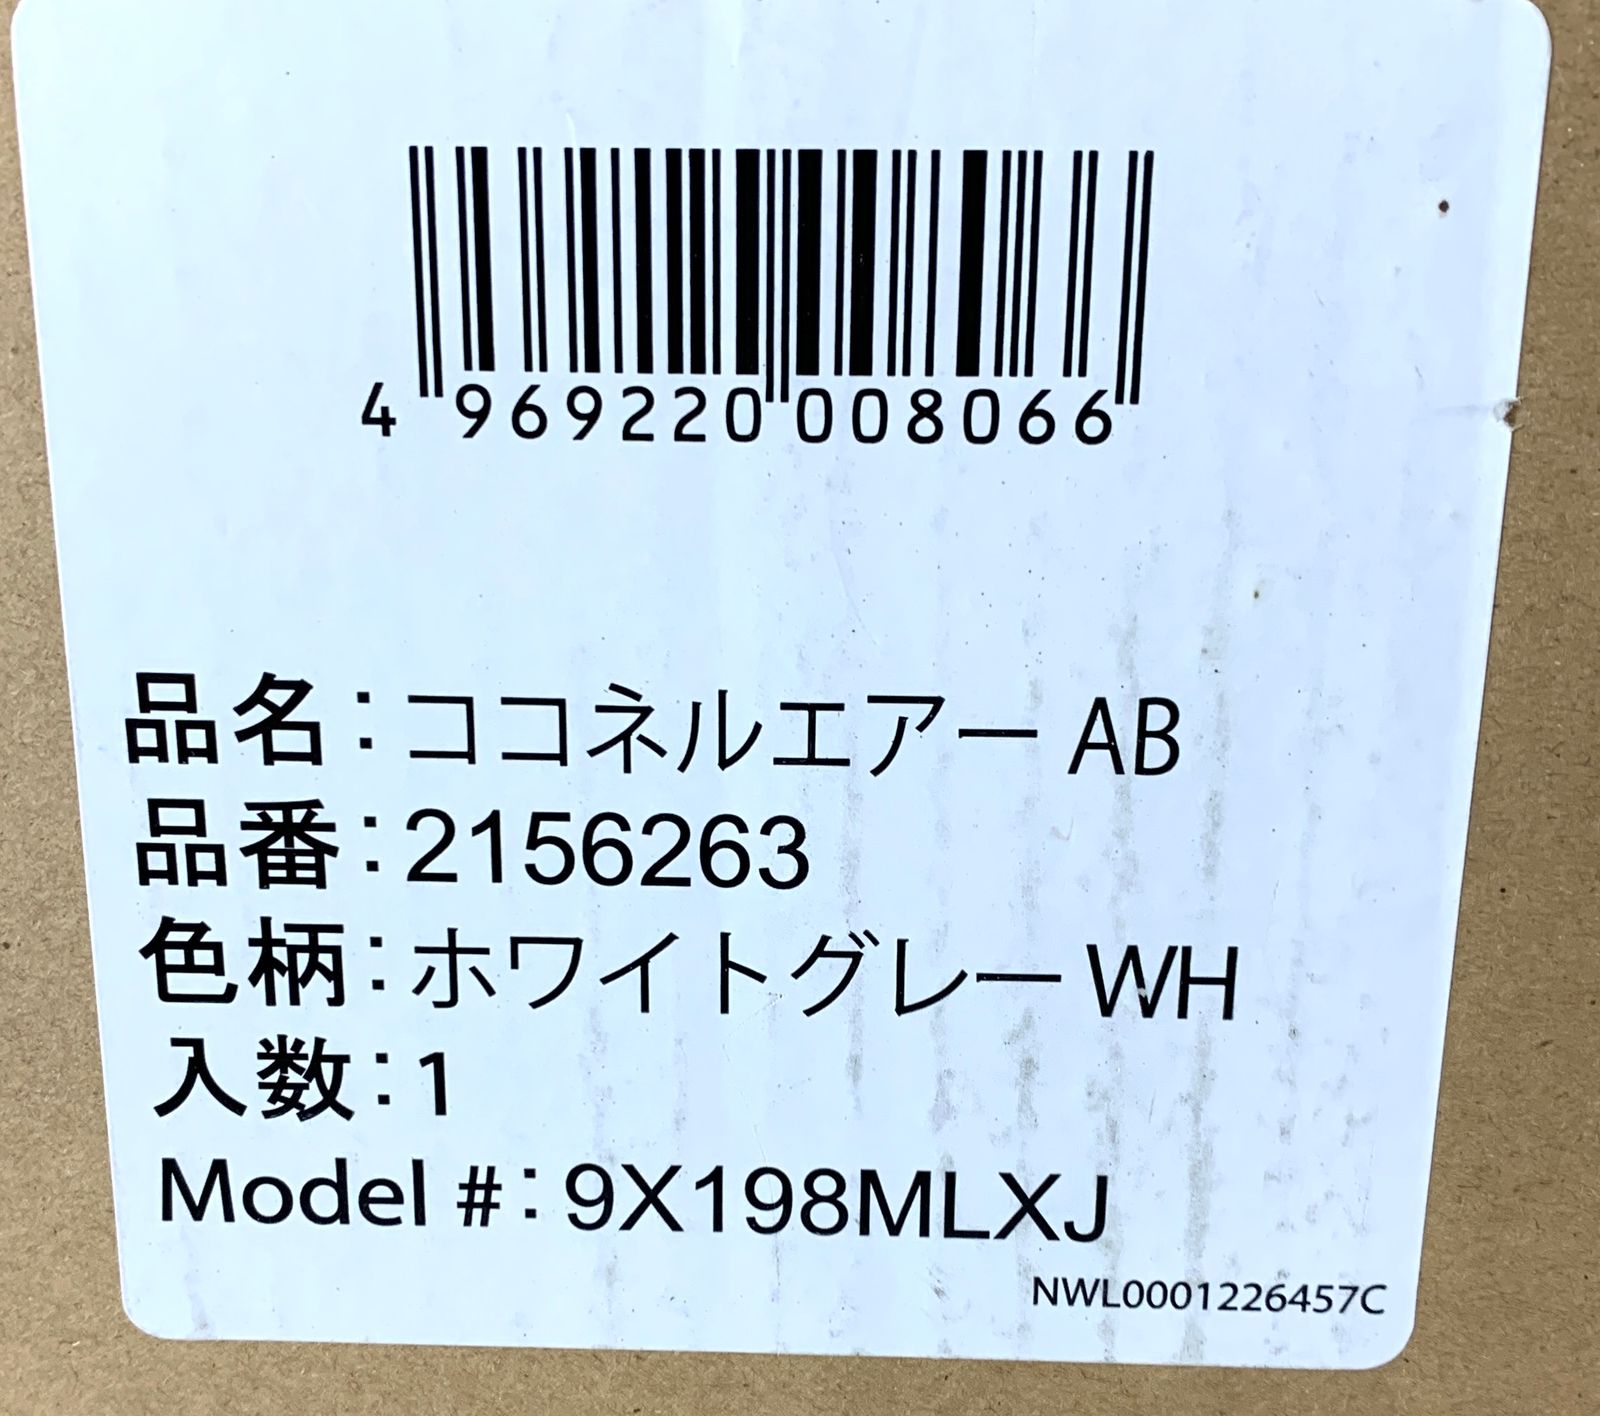 4 969220 008066
品名：ココネルエアー AB
品番：2156263
色柄：ホワイトグレー WH
入数：1
Model #：9X198MLXJ
NWL0001226457C